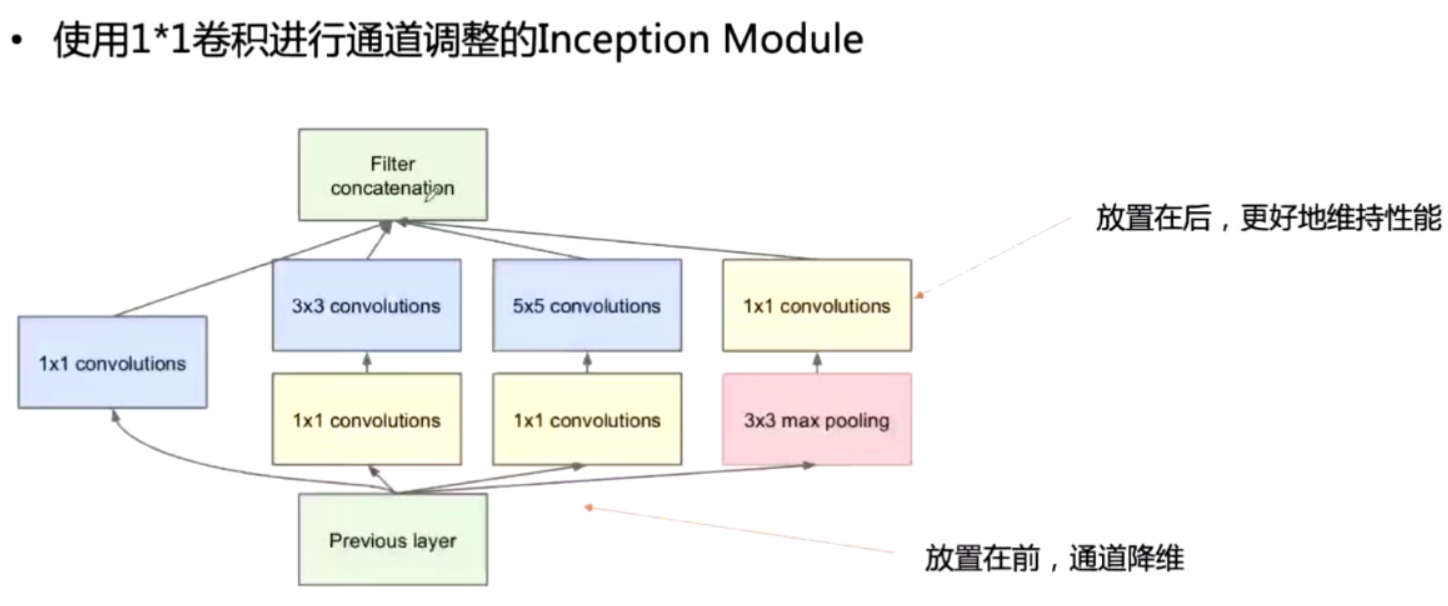 • 使用1*1卷积进行通道调整的Inception Module
Filter
concatenation
放置在后，更好地维持性能
3x3 convolutions
5x5 convolutions
1x1 convolutions
1x1 convolutions
1x1 convolutions
1x1 convolutions
3x3 max pooling
Previous layer
放置在前，通道降维